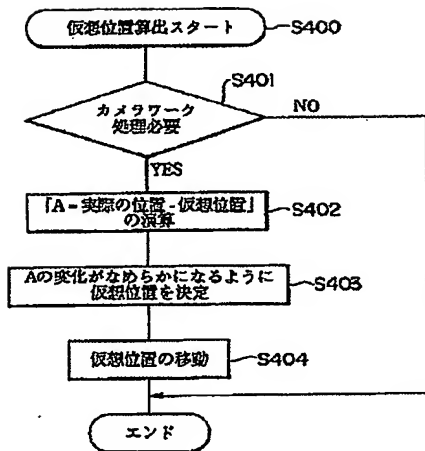 仮想位置算出スタート
S400
S401
カメラワーク
処理必要
NO
YES
「A=実際の位置-仮想位置」
の演算
S402
Aの変化がなめらかになるように
仮想位置を決定
S403
仮想位置の移動
S404
エンド